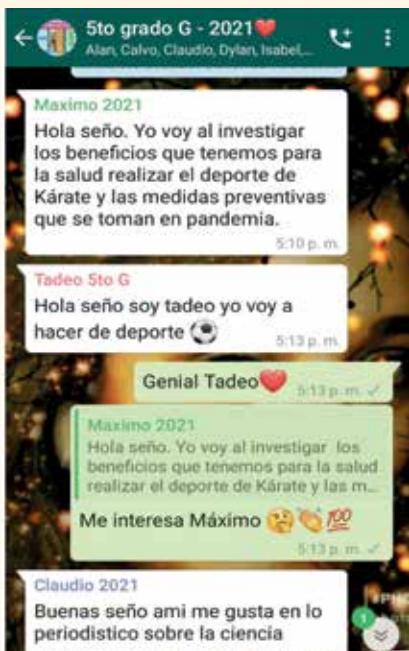 5to grado G - 2021❤
Alan, Calvo, Claudio, Dylan, Isabel,...
Maximo 2021
Hola seño. Yo voy al investigar
los beneficios que tenemos para
la salud realizar el deporte de
Kárate y las medidas preventivas
que se toman en pandemia.
5:10 p. m.
Tadeo 5to G
Hola seño soy tadeo yo voy a
hacer de deporte ⚽
5:13 p. m.
Genial Tadeo❤
5:13 p. m.
Maximo 2021
Hola seño. Yo voy al investigar los
beneficios que tenemos para la salud
realizar el deporte de Kárate y las m...
Me interesa Máximo 🤔👏💯
5:13 p. m.
Claudio 2021
Buenas seño ami me gusta en lo
periodistico sobre la ciencia
1